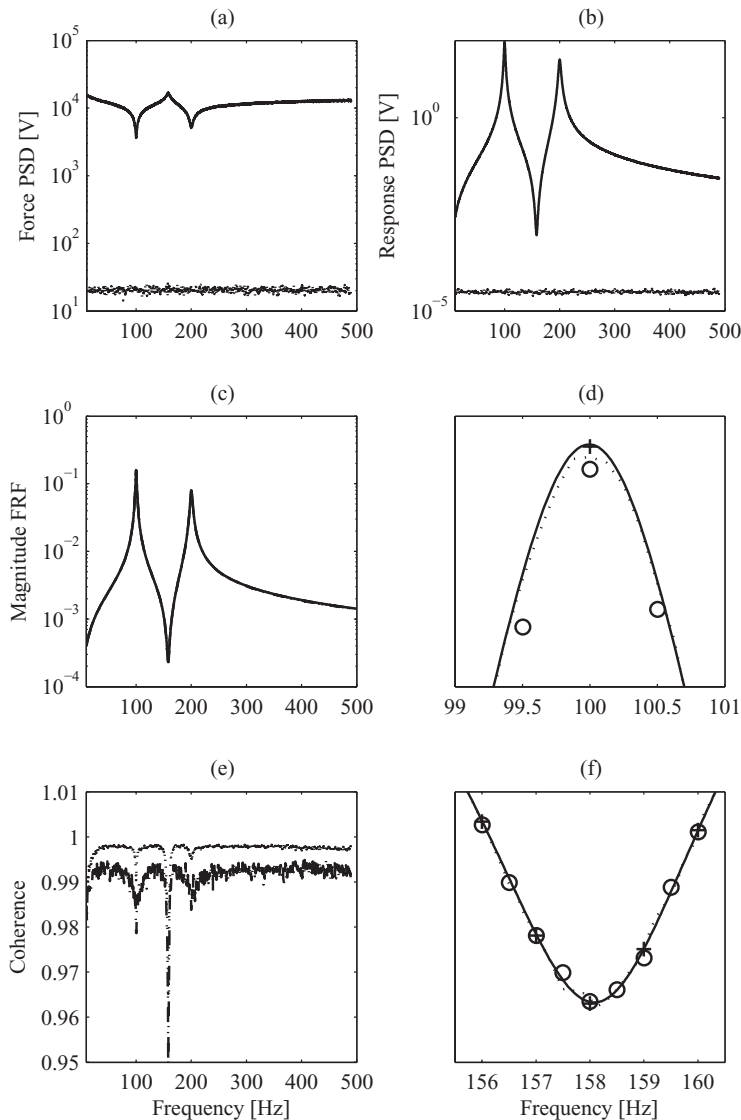 (a)
10^5
10^4
10^3
10^2
10^1
Force PSD [V]
100 200 300 400 500
(b)
10^0
10^-5
Response PSD [V]
100 200 300 400 500
(c)
10^0
10^-1
10^-2
10^-3
10^-4
Magnitude FRF
100 200 300 400 500
(d)
99 99.5 100 100.5 101
(e)
1.01
1
0.99
0.98
0.97
0.96
0.95
Coherence
100 200 300 400 500
Frequency [Hz]
(f)
156 157 158 159 160
Frequency [Hz]